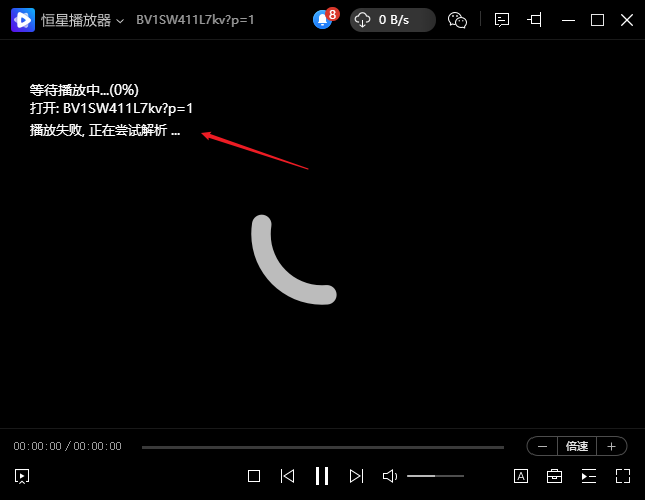 恒星播放器 BV1SW411L7kv?p=1 8 0 B/s
等待播放中...(0%)
打开: BV1SW411L7kv?p=1
播放失败, 正在尝试解析 ...
00:00:00 / 00:00:00 — 倍速 +
A